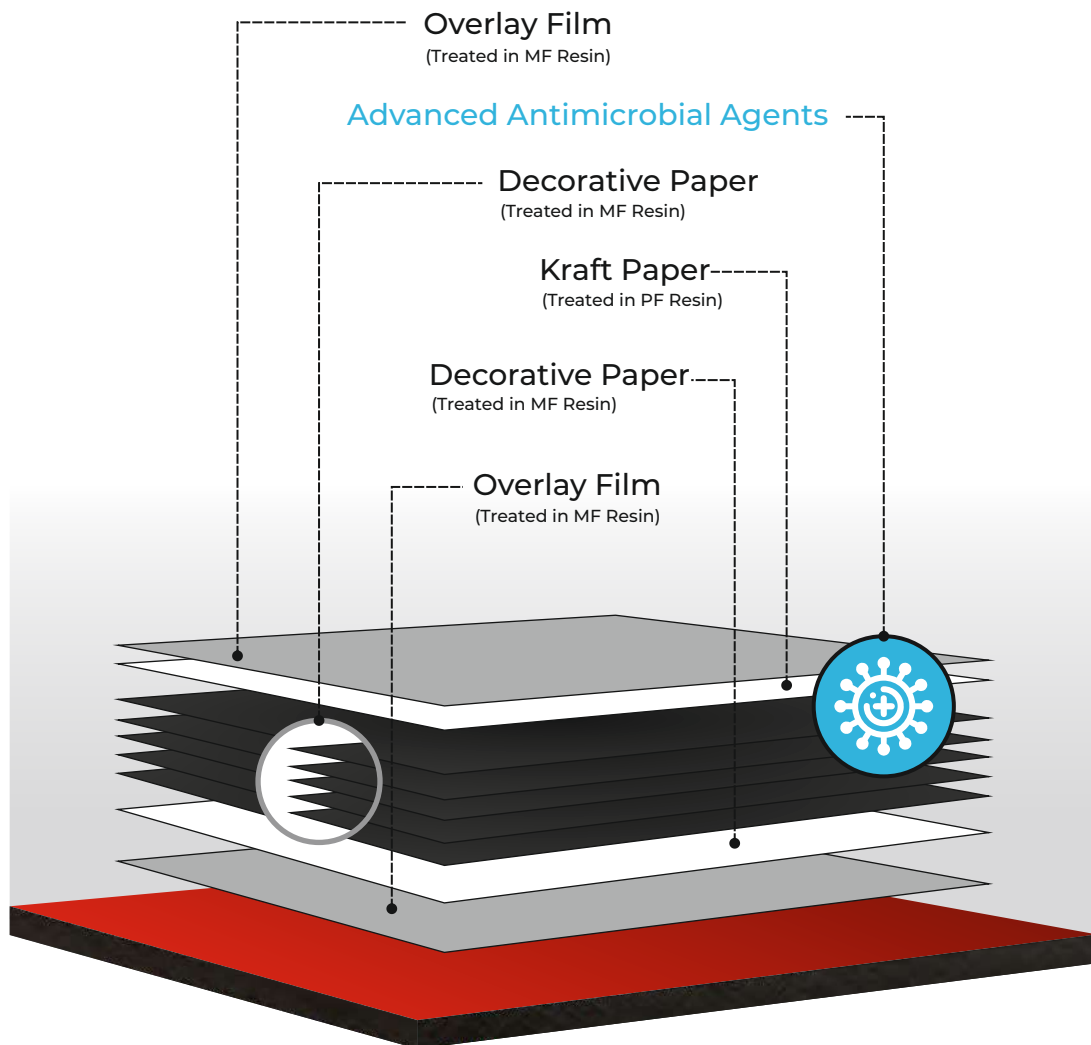 Overlay Film
(Treated in MF Resin)
Advanced Antimicrobial Agents
Decorative Paper
(Treated in MF Resin)
Kraft Paper
(Treated in PF Resin)
Decorative Paper
(Treated in MF Resin)
Overlay Film
(Treated in MF Resin)